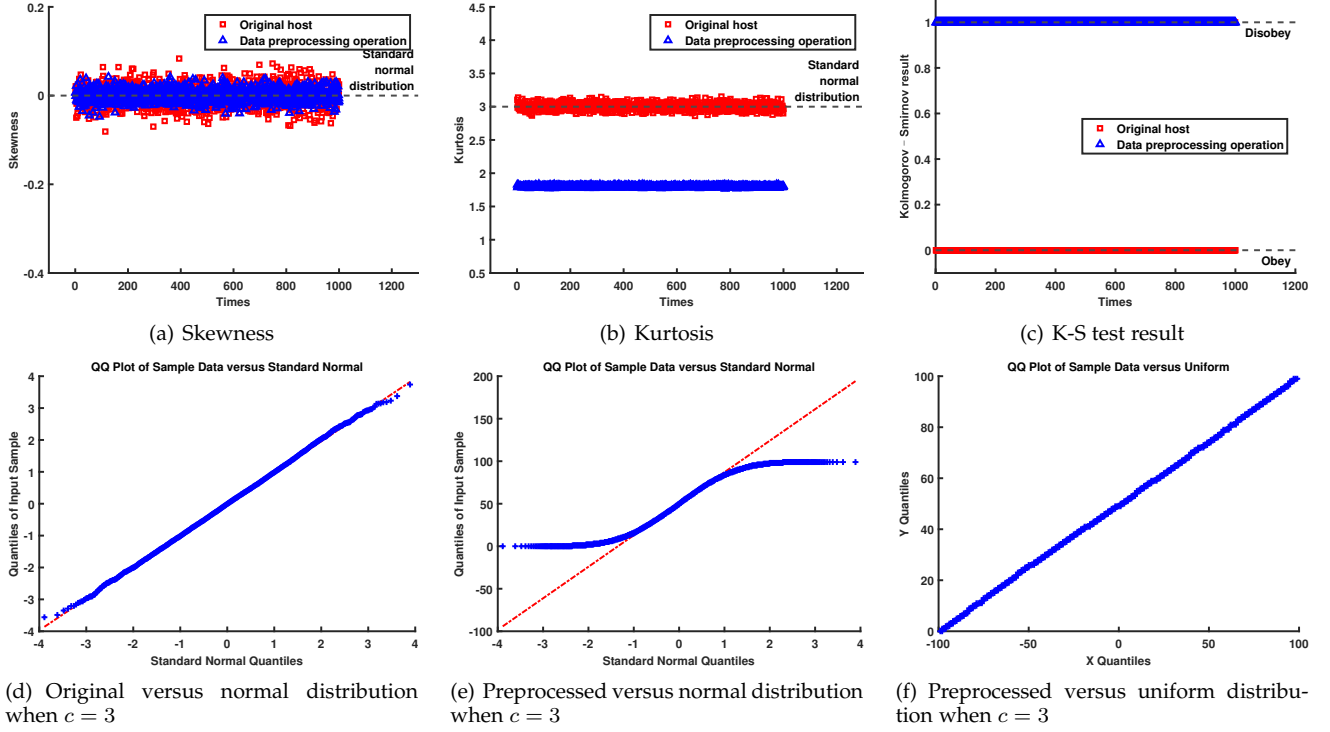 0.2
0
-0.2
-0.4
Skewness
Original host
Data preprocessing operation
Standard
normal
distribution
0 200 400 600 800 1000 1200
Times
(a) Skewness
4.5
4
3.5
3
2.5
2
1.5
1
0.5
Kurtosis
Original host
Data preprocessing operation
Standard
normal
distribution
0 200 400 600 800 1000 1200
Times
(b) Kurtosis
1
0.8
0.6
0.4
0.2
0
Kolmogorov – Smirnov result
Disobey
Original host
Data preprocessing operation
Obey
0 200 400 600 800 1000 1200
Times
(c) K-S test result
QQ Plot of Sample Data versus Standard Normal
4
3
2
1
0
-1
-2
-3
-4
Quantiles of Input Sample
-4 -3 -2 -1 0 1 2 3 4
Standard Normal Quantiles
(d) Original versus normal distribution
when c = 3
QQ Plot of Sample Data versus Standard Normal
200
150
100
50
0
-50
-100
Quantiles of Input Sample
-4 -3 -2 -1 0 1 2 3 4
Standard Normal Quantiles
(e) Preprocessed versus normal distribution
when c = 3
QQ Plot of Sample Data versus Uniform
100
80
60
40
20
0
Y Quantiles
-100 -50 0 50 100
X Quantiles
(f) Preprocessed versus uniform distribu-
tion when c = 3